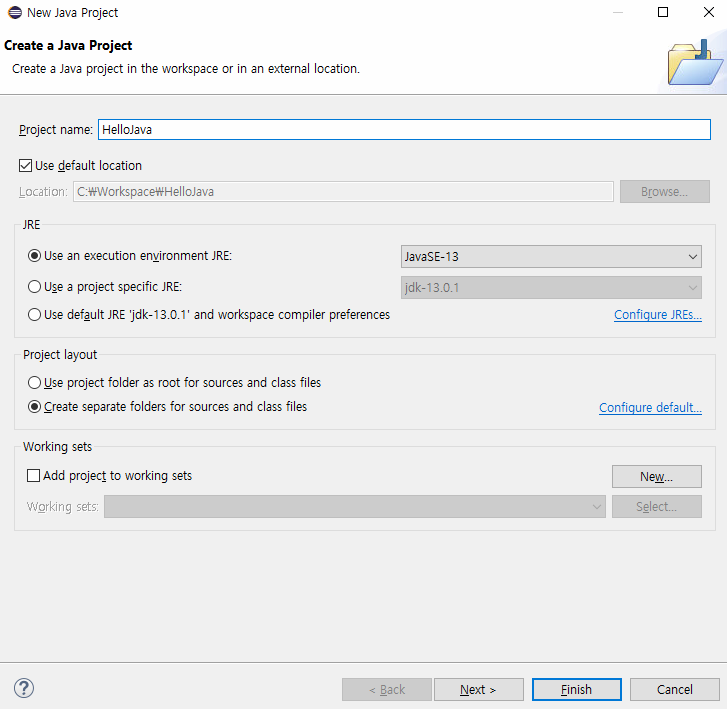 New Java Project
Create a Java Project
Create a Java project in the workspace or in an external location.
Project name: HelloJava
Use default location
Location: C:₩Workspace₩HelloJava Browse...
JRE
Use an execution environment JRE: JavaSE-13
Use a project specific JRE: jdk-13.0.1
Use default JRE 'jdk-13.0.1' and workspace compiler preferences Configure JREs...
Project layout
Use project folder as root for sources and class files
Create separate folders for sources and class files Configure default...
Working sets
Add project to working sets New...
Working sets: Select...
? < Back Next > Finish Cancel